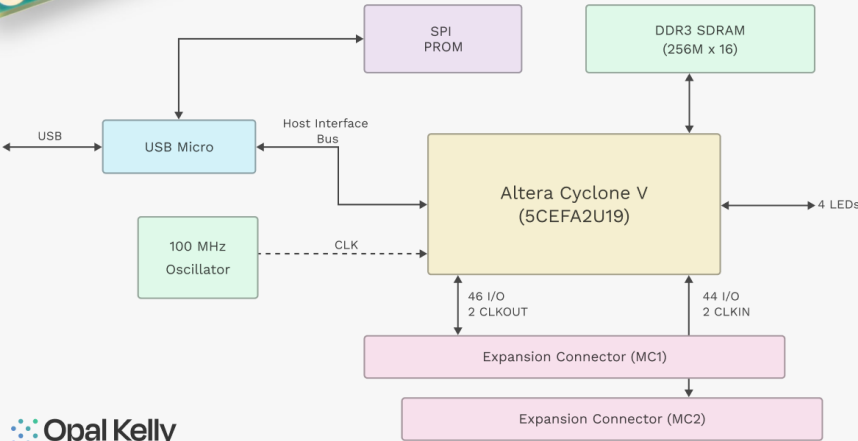 SPI
PROM
DDR3 SDRAM
(256M x 16)
USB
USB Micro
Host Interface
Bus
Altera Cyclone V
(5CEFA2U19)
4 LEDs
100 MHz
Oscillator
CLK
46 I/O
2 CLKOUT
44 I/O
2 CLKIN
Expansion Connector (MC1)
Expansion Connector (MC2)
Opal Kelly